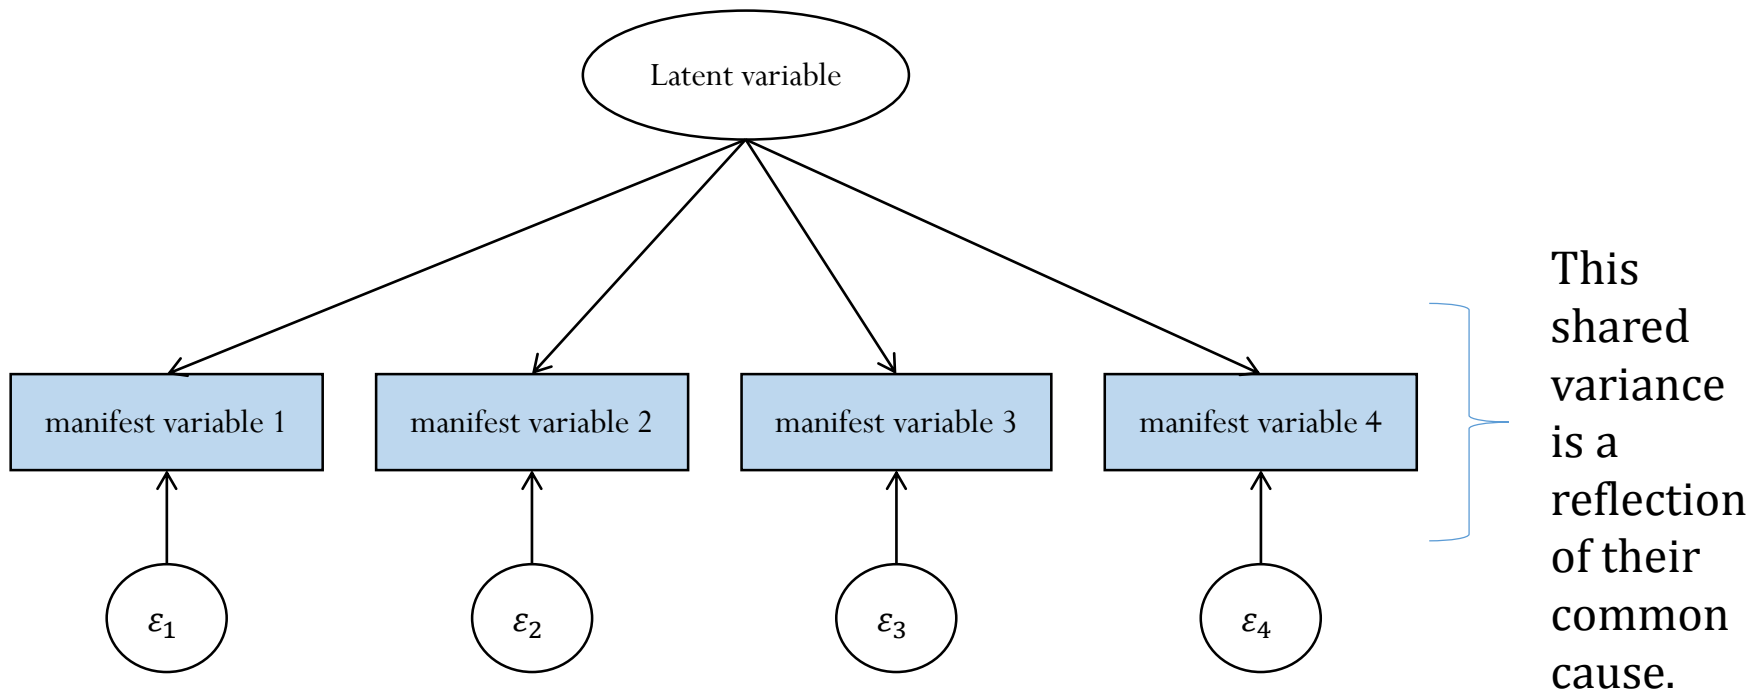 Latent variable
manifest variable 1
manifest variable 2
manifest variable 3
manifest variable 4
ε₁
ε₂
ε₃
ε₄
This
shared
variance
is a
reflection
of their
common
cause.